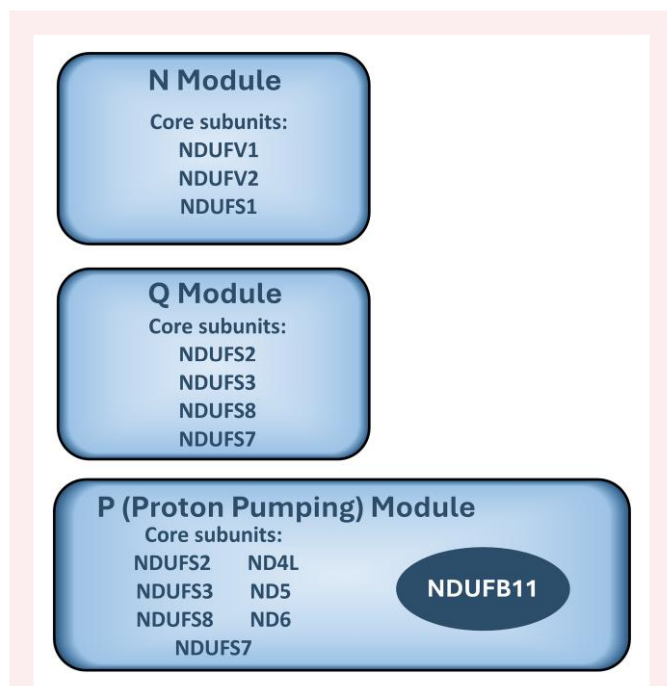 N Module
Core subunits:
NDUFV1
NDUFV2
NDUFS1
Q Module
Core subunits:
NDUFS2
NDUFS3
NDUFS8
NDUFS7
P (Proton Pumping) Module
Core subunits:
NDUFS2 ND4L
NDUFS3 ND5
NDUFS8 ND6
NDUFS7
NDUFB11